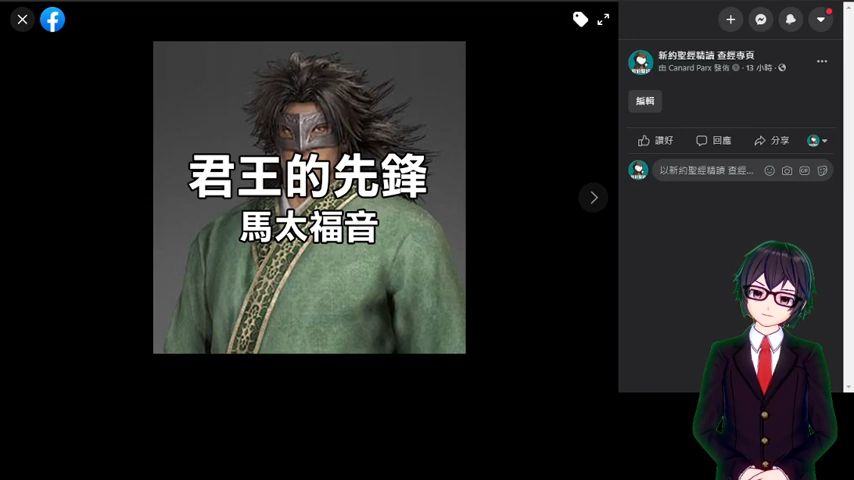 君王的先鋒
馬太福音
新約聖經精讀 查經專頁
由 Canard Parx 發佈 · 13 小時 ·
編輯
讚好
回應
分享
以新約聖經精讀 查經...